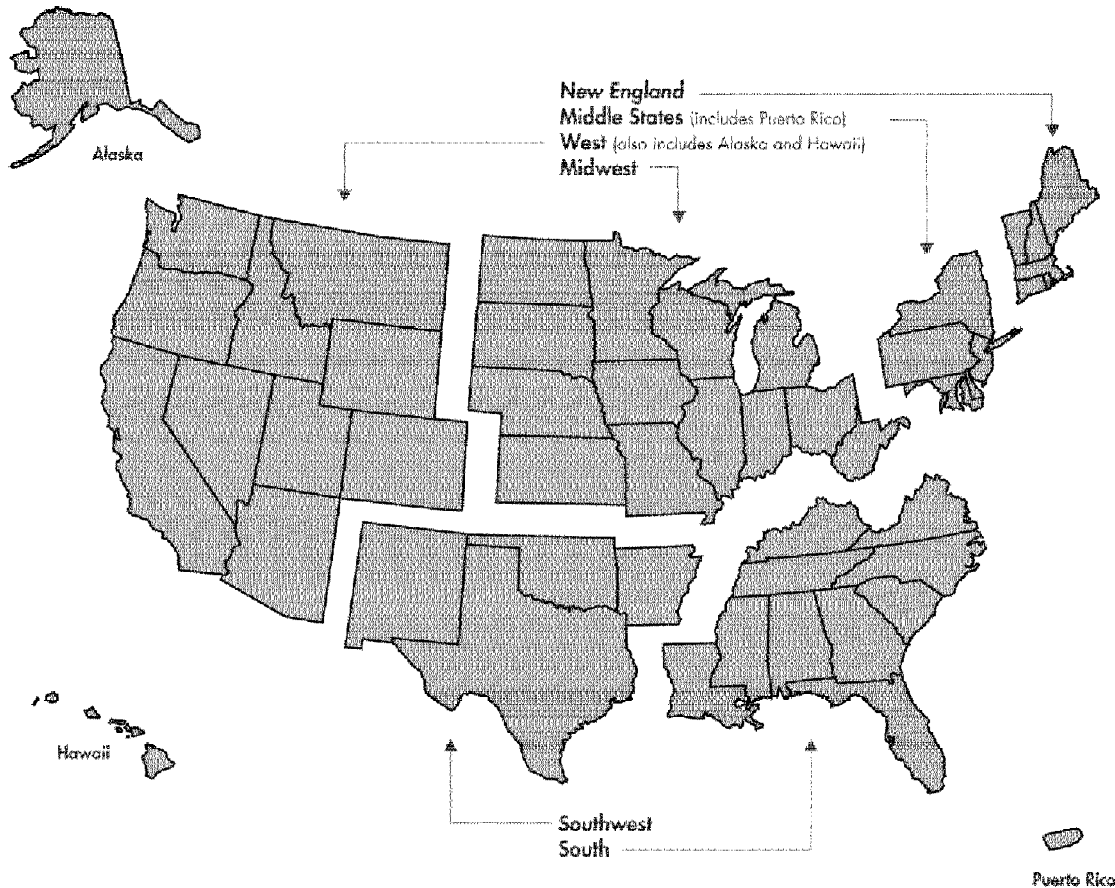 New England
Middle States (includes Puerto Rico)
West (also includes Alaska and Hawaii)
Midwest
Alaska
Hawaii
Southwest
South
Puerto Rico